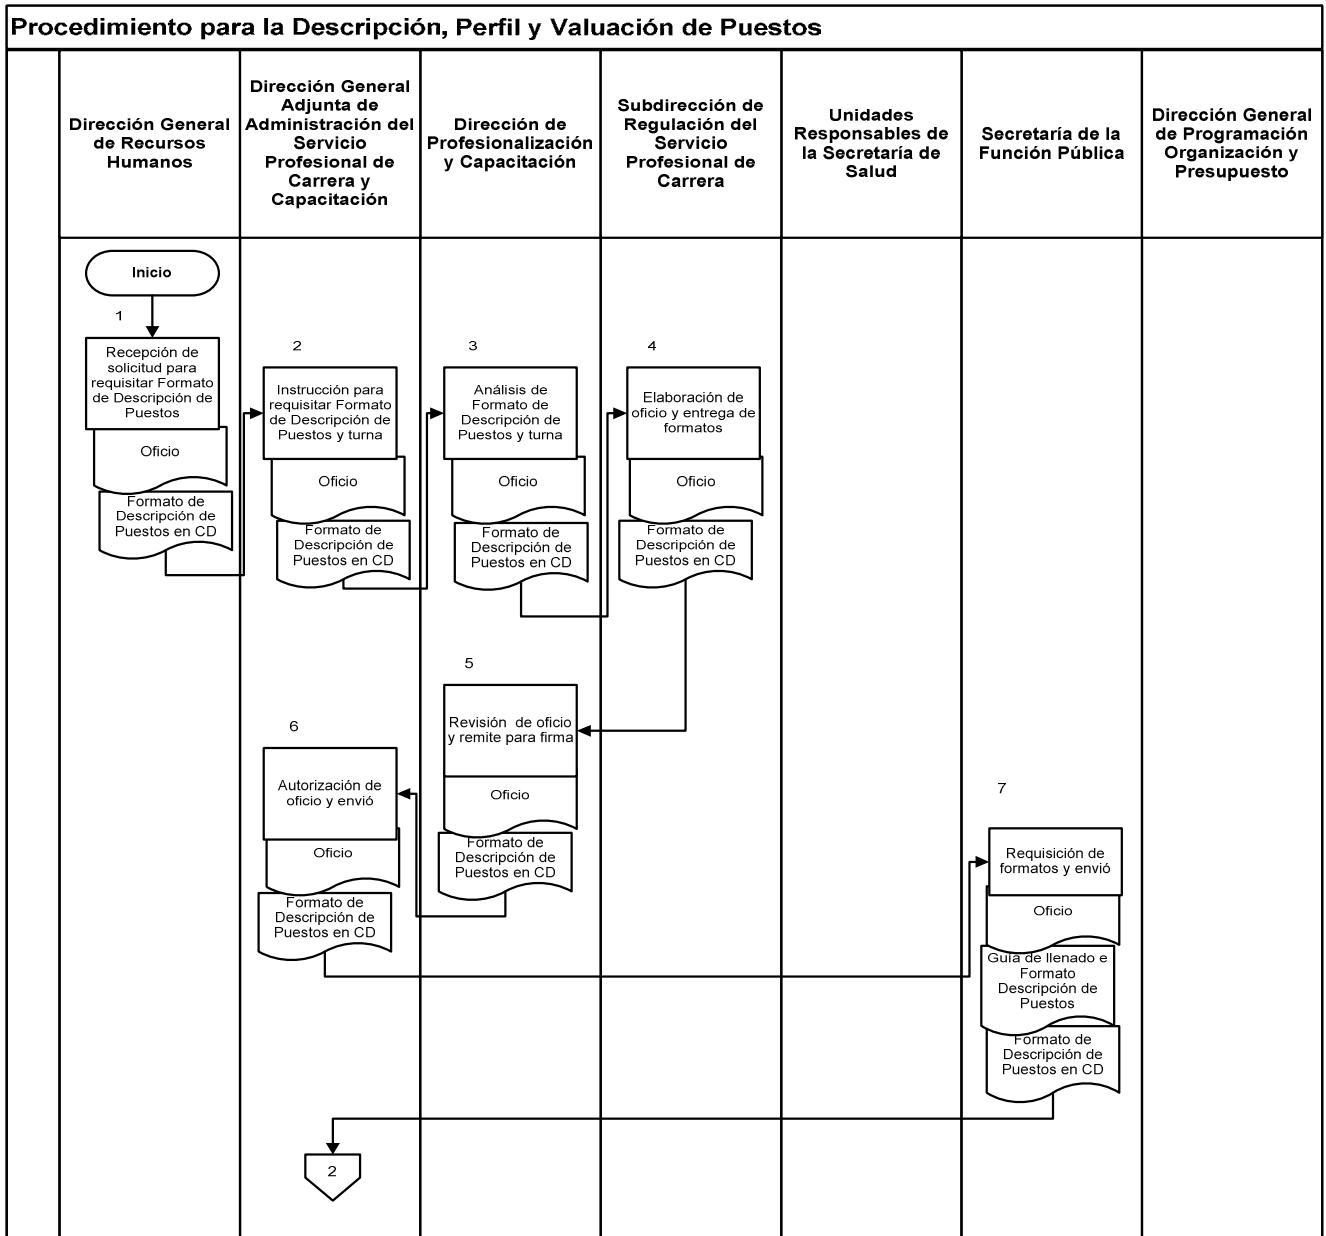 Procedimiento para la Descripción, Perfil y Valuación de Puestos
Dirección General
de Recursos
Humanos
Dirección General
Adjunta de
Administración del
Servicio
Profesional de
Carrera y
Capacitación
Dirección de
Profesionalización
y Capacitación
Subdirección de
Regulación del
Servicio
Profesional de
Carrera
Unidades
Responsables de
la Secretaría de
Salud
Secretaría de la
Función Pública
Dirección General
de Programación
Organización y
Presupuesto
Inicio
1
Recepción de
solicitud para
requisitar Formato
de Descripción de
Puestos
Oficio
Formato de
Descripción de
Puestos en CD
2
Instrucción para
requisitar Formato
de Descripción de
Puestos y turna
Oficio
Formato de
Descripción de
Puestos en CD
3
Análisis de
Formato de
Descripción de
Puestos y turna
Oficio
Formato de
Descripción de
Puestos en CD
4
Elaboración de
oficio y entrega de
formatos
Oficio
Formato de
Descripción de
Puestos en CD
5
Revisión de oficio
y remite para firma
Oficio
Formato de
Descripción de
Puestos en CD
6
Autorización de
oficio y envió
Oficio
Formato de
Descripción de
Puestos en CD
7
Requisición de
formatos y envió
Oficio
Guía de llenado e
Formato
Descripción de
Puestos
Formato de
Descripción de
Puestos en CD
2